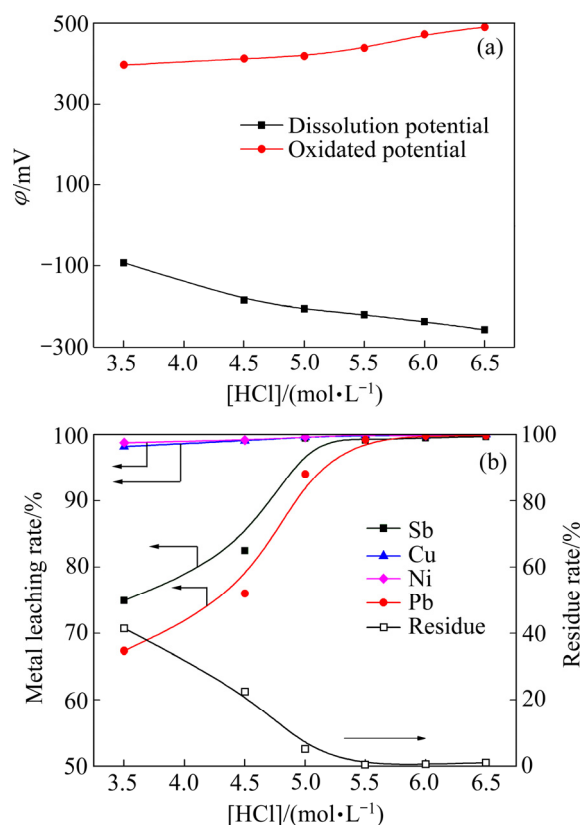 500
(a)
300
Dissolution potential
Oxidated potential
100
φ/mV
−100
−300
3.5 4.0 4.5 5.0 5.5 6.0 6.5
[HCl]/(mol•L⁻¹)
100 100
(b)
90 80
Sb
Cu
80 60
Ni
Pb
Metal leaching rate/%
Residue rate/%
Residue
70 40
60 20
50 0
3.5 4.0 4.5 5.0 5.5 6.0 6.5
[HCl]/(mol•L⁻¹)